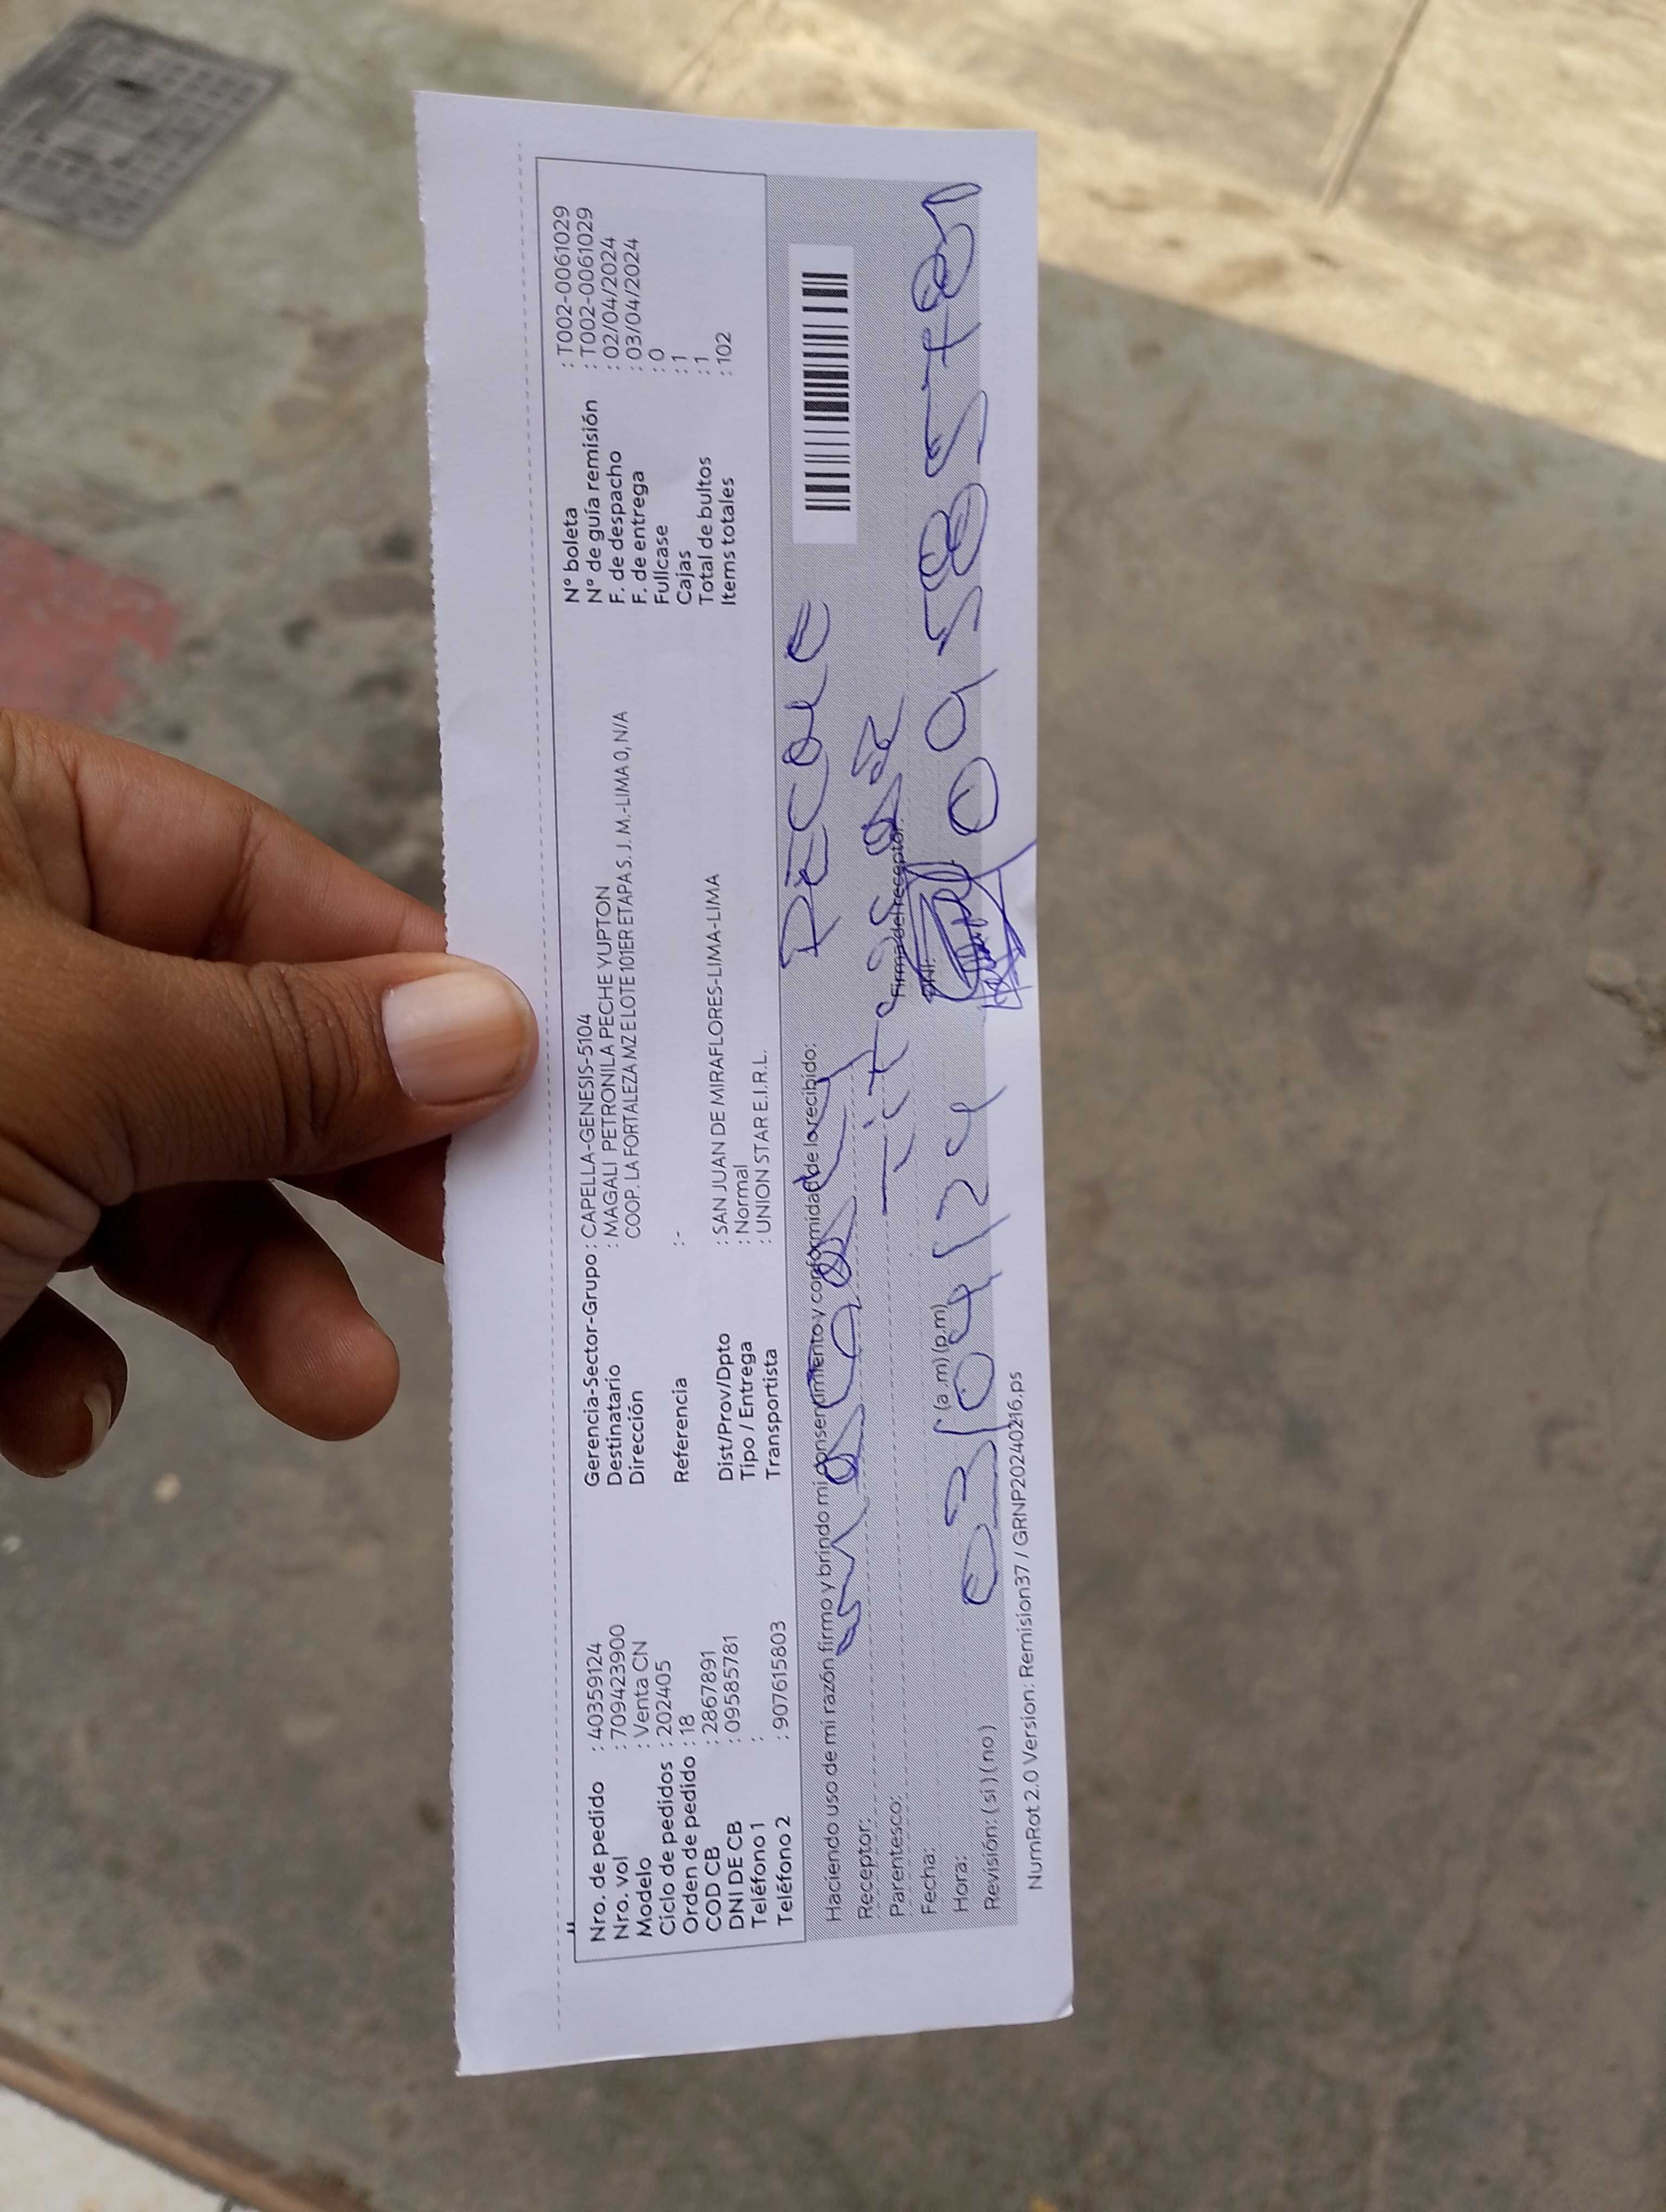 Nro. de pedido : 40359124
Nro. vol : 709423900
Modelo : Venta CN
Ciclo de pedidos : 202405
Orden de pedido : 18
COD CB : 2867891
DNI DE CB : 09585781
Teléfono 1 :
Teléfono 2 : 907615803
Gerencia-Sector-Grupo : CAPELLA-GENESIS-5104
Destinatario : MAGALI PETRONILA PECHE YUPTON
Dirección COOP. LA FORTALEZA MZ E LOTE 101ER ETAPA S. J. M.-LIMA 0, N/A
Referencia : -
Dist/Prov/Dpto : SAN JUAN DE MIRAFLORES-LIMA-LIMA
Tipo / Entrega : Normal
Transportista : UNION STAR E.I.R.L.
N° boleta : T002-0061029
N° de guía remisión : T002-0061029
F. de despacho : 02/04/2024
F. de entrega : 03/04/2024
Fullcase : 0
Cajas : 1
Total de bultos : 1
Items totales : 102
Haciendo uso de mi razón firmo y brindo mi consentimiento y conformidad de lo recibido:
Receptor: Peche
Parentesco:
Firma del receptor
Fecha: 03/04/24
DNI: 09585781
Hora: (a.m) (p.m)
Revisión: (si) (no)
NumRot 2.0 Version: Remision37 / GRNP20240216.ps